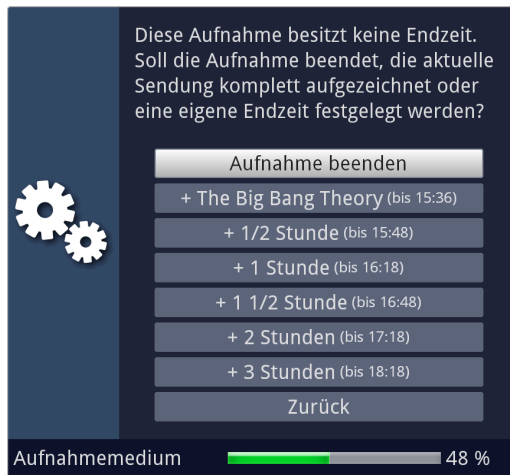 Diese Aufnahme besitzt keine Endzeit.
Soll die Aufnahme beendet, die aktuelle
Sendung komplett aufgezeichnet oder
eine eigene Endzeit festgelegt werden?
Aufnahme beenden
+ The Big Bang Theory (bis 15:36)
+ 1/2 Stunde (bis 15:48)
+ 1 Stunde (bis 16:18)
+ 1 1/2 Stunde (bis 16:48)
+ 2 Stunden (bis 17:18)
+ 3 Stunden (bis 18:18)
Zurück
Aufnahmemedium 48 %